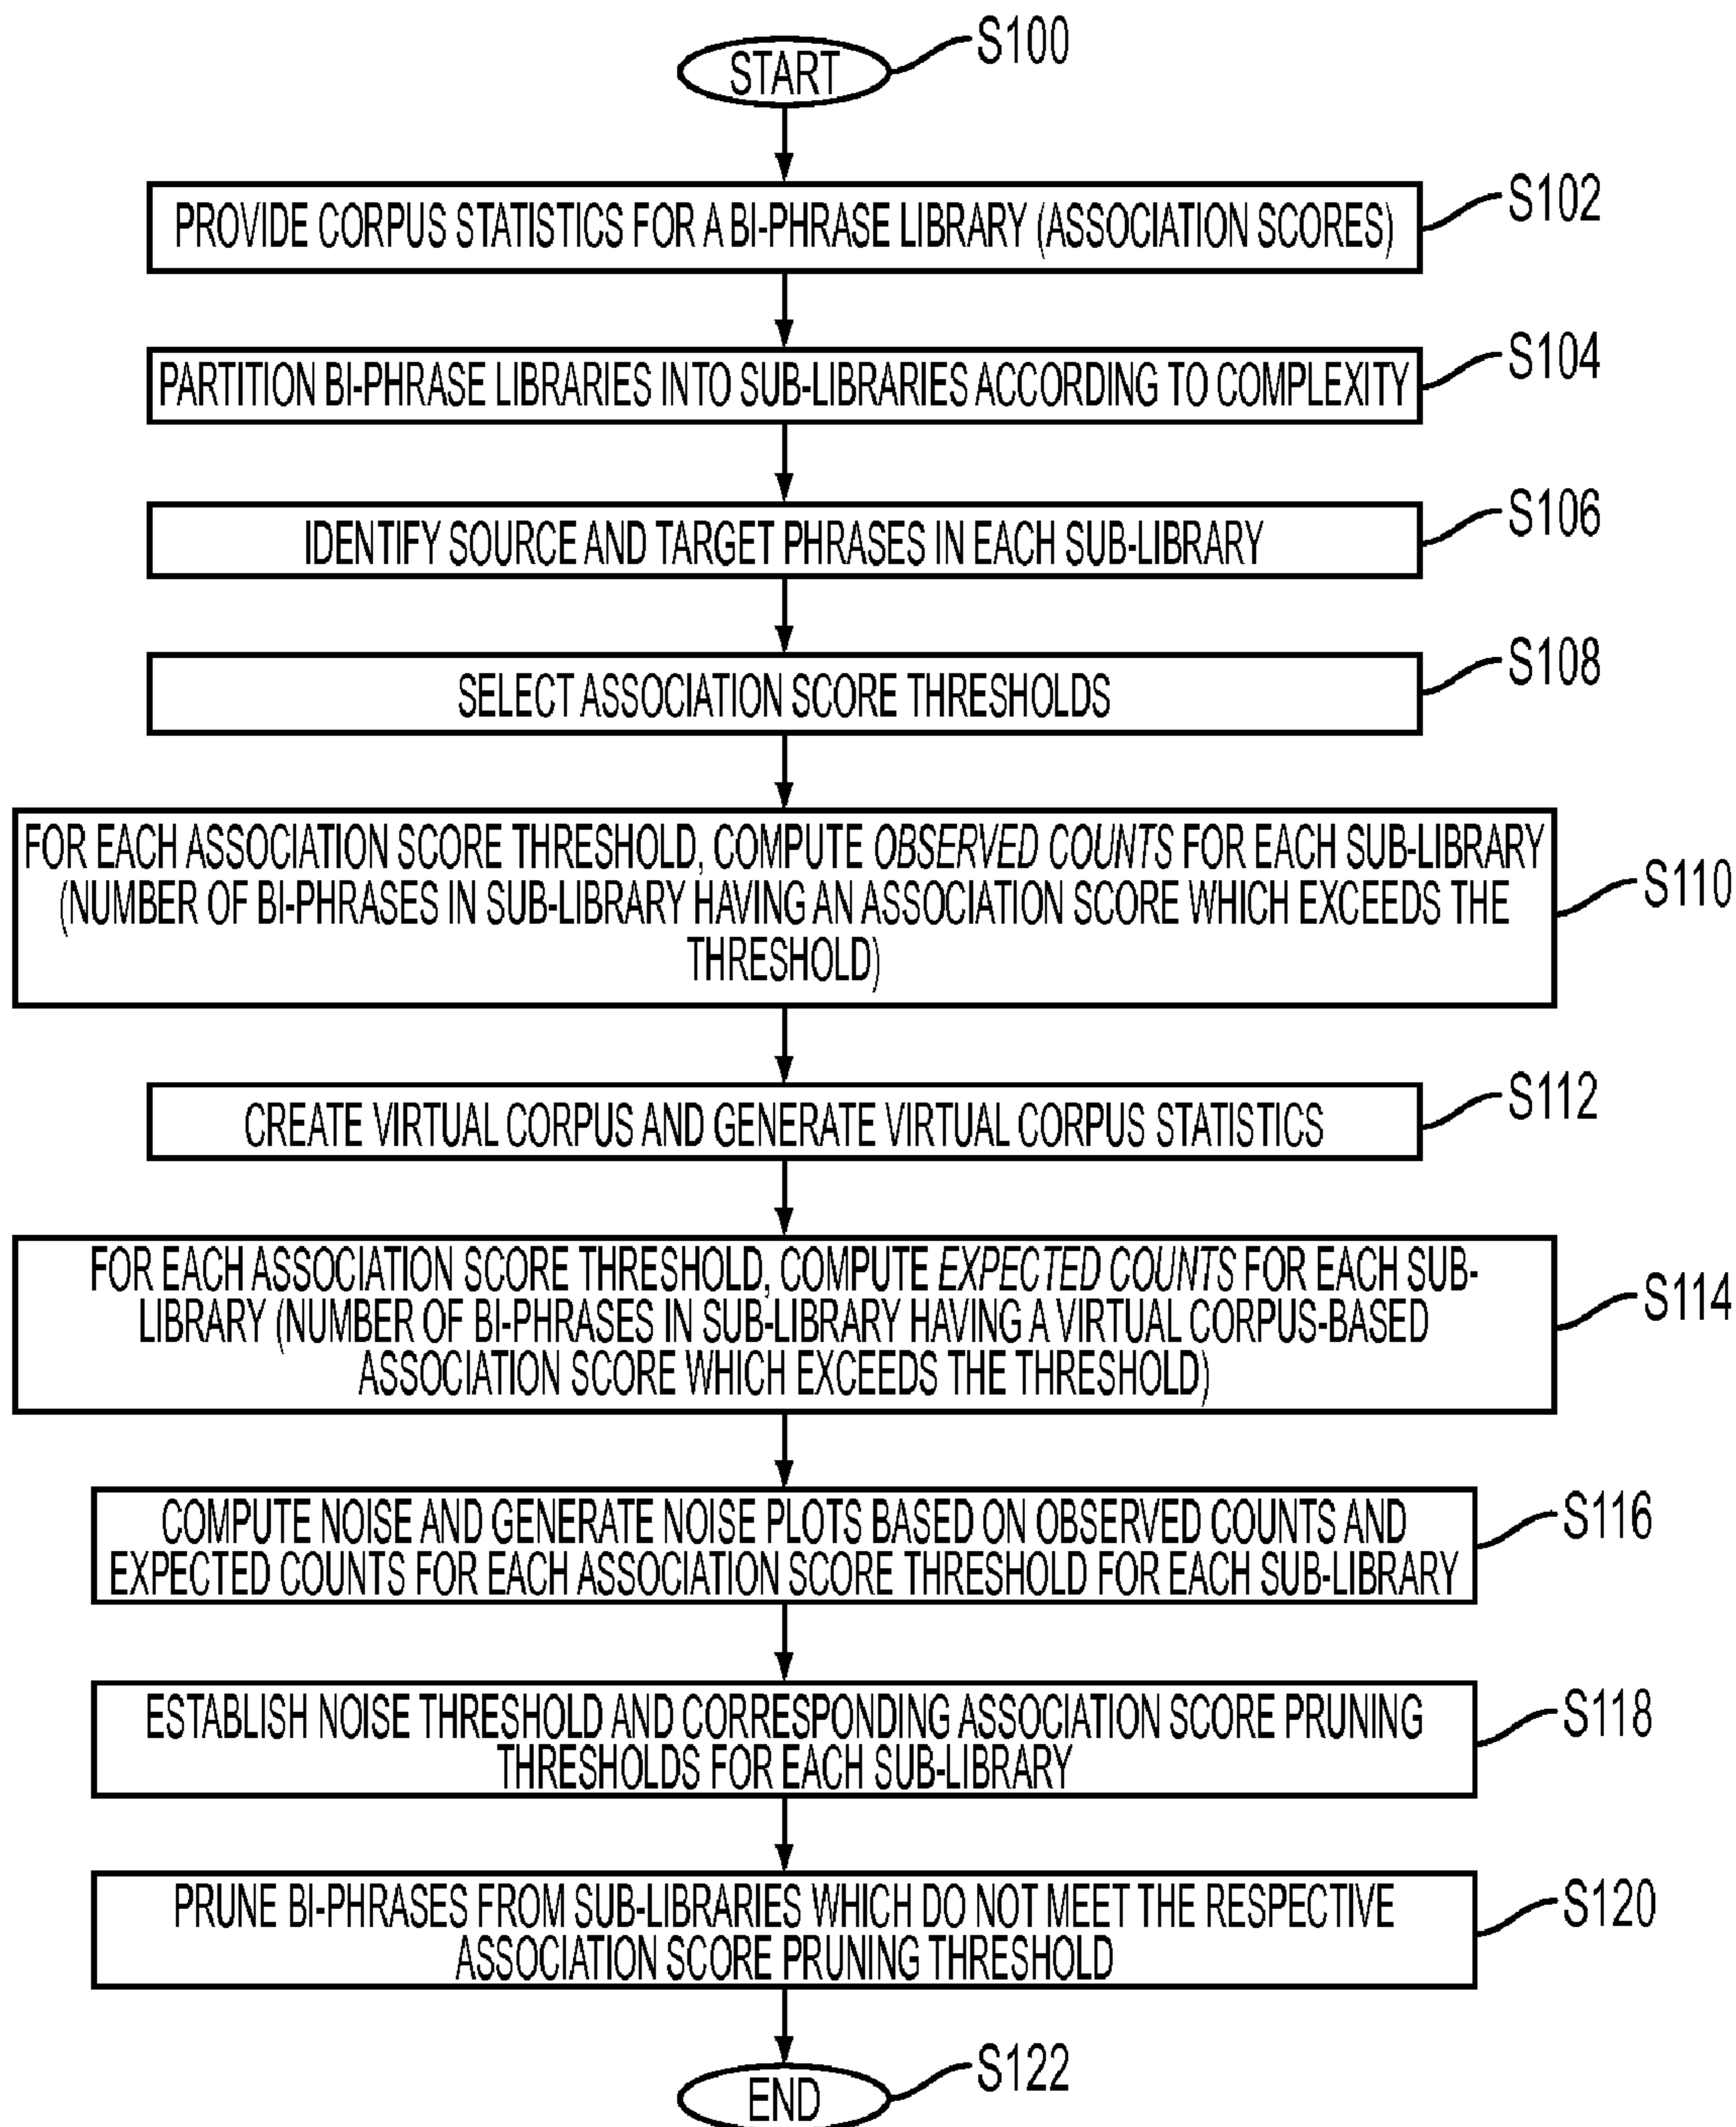 START
S100
PROVIDE CORPUS STATISTICS FOR A BI-PHRASE LIBRARY (ASSOCIATION SCORES)
S102
PARTITION BI-PHRASE LIBRARIES INTO SUB-LIBRARIES ACCORDING TO COMPLEXITY
S104
IDENTIFY SOURCE AND TARGET PHRASES IN EACH SUB-LIBRARY
S106
SELECT ASSOCIATION SCORE THRESHOLDS
S108
FOR EACH ASSOCIATION SCORE THRESHOLD, COMPUTE OBSERVED COUNTS FOR EACH SUB-LIBRARY
(NUMBER OF BI-PHRASES IN SUB-LIBRARY HAVING AN ASSOCIATION SCORE WHICH EXCEEDS THE
THRESHOLD)
S110
CREATE VIRTUAL CORPUS AND GENERATE VIRTUAL CORPUS STATISTICS
S112
FOR EACH ASSOCIATION SCORE THRESHOLD, COMPUTE EXPECTED COUNTS FOR EACH SUB-
LIBRARY (NUMBER OF BI-PHRASES IN SUB-LIBRARY HAVING A VIRTUAL CORPUS-BASED
ASSOCIATION SCORE WHICH EXCEEDS THE THRESHOLD)
S114
COMPUTE NOISE AND GENERATE NOISE PLOTS BASED ON OBSERVED COUNTS AND
EXPECTED COUNTS FOR EACH ASSOCIATION SCORE THRESHOLD FOR EACH SUB-LIBRARY
S116
ESTABLISH NOISE THRESHOLD AND CORRESPONDING ASSOCIATION SCORE PRUNING
THRESHOLDS FOR EACH SUB-LIBRARY
S118
PRUNE BI-PHRASES FROM SUB-LIBRARIES WHICH DO NOT MEET THE RESPECTIVE
ASSOCIATION SCORE PRUNING THRESHOLD
S120
END
S122